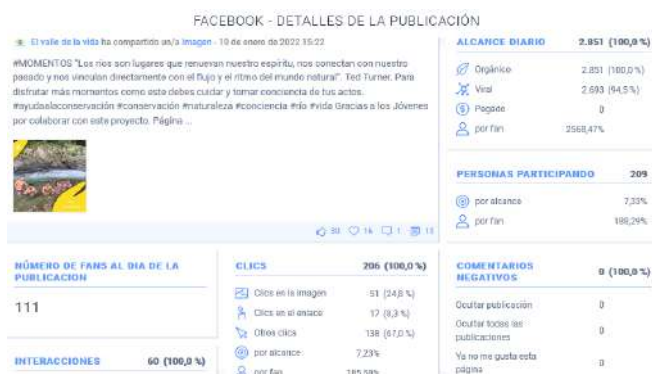 FACEBOOK - DETALLES DE LA PUBLICACIÓN
El valle de la vida ha compartido un/a imagen - 10 de enero de 2022 15:22
#MOMENTOS "Los ríos son lugares que renuevan nuestro espíritu, nos conectan con nuestro
pasado y nos vinculan directamente con el flujo y el ritmo del mundo natural". Ted Turner. Para
disfrutar más momentos como este debes cuidar y tomar conciencia de tus actos.
#ayudaalaconservación #conservación #naturaleza #conciencia #río #vida Gracias a los Jóvenes
por colaborar con este proyecto. Página ...
16 1
NÚMERO DE FANS AL DIA DE LA
PUBLICACION
111
INTERACCIONES 60 (100,0 %)
CLICS 206 (100,0 %)
Clics en la imagen 51 (24,8 %)
Clics en el enlace 17 (8,3 %)
Otros clics 138 (67,0 %)
por alcance 7,23%
por fan 185,59%
ALCANCE DIARIO 2.851 (100,0 %)
Orgánico 2.851 (100,0 %)
Viral 2.693 (94,5 %)
Pagado 0
por fan 2568,47%
PERSONAS PARTICIPANDO 209
por alcance 7,33%
por fan 188,29%
COMENTARIOS
NEGATIVOS 0 (100,0 %)
Ocultar publicación 0
Ocultar todas las
publicaciones 0
Ya no me gusta esta
página 0